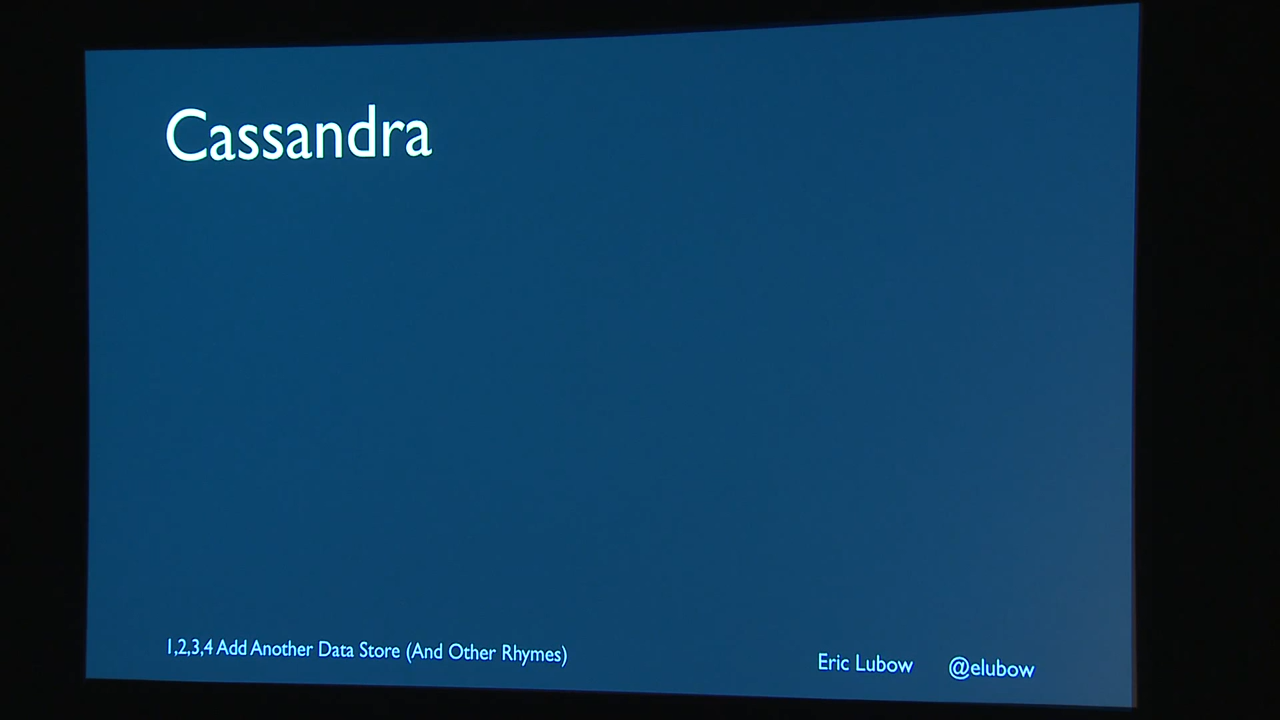 Cassandra
1,2,3,4 Add Another Data Store (And Other Rhymes)
Eric Lubow @elubow